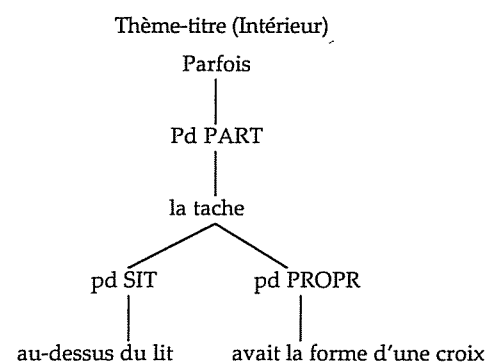 Thème-titre (Intérieur)
Parfois
Pd PART
la tache
pd SIT pd PROPR
au-dessus du lit avait la forme d'une croix